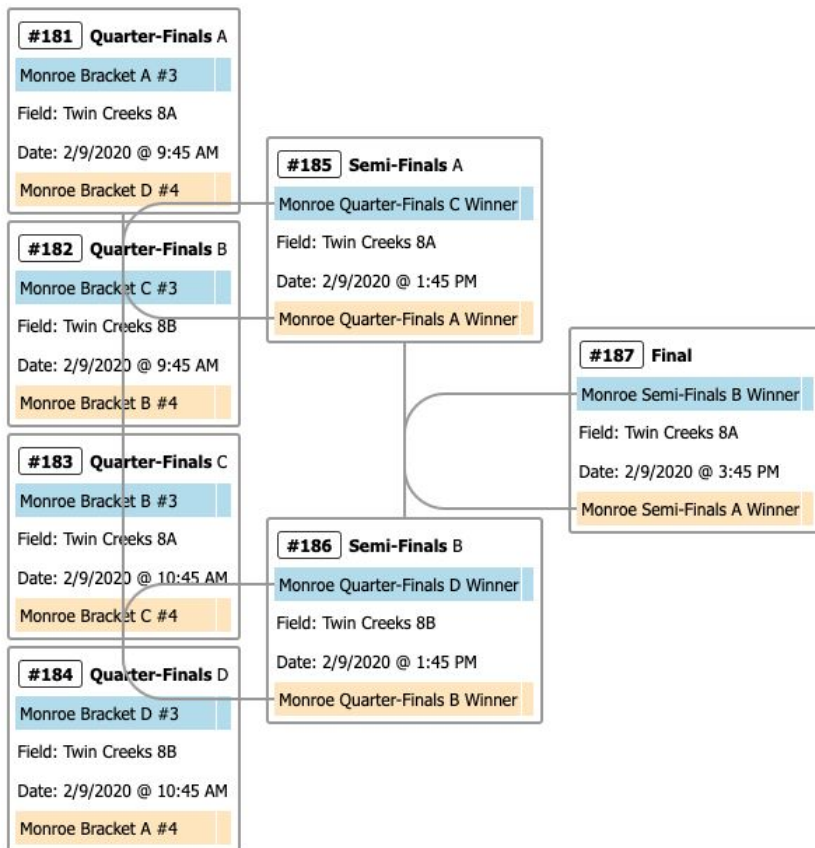 #181 Quarter-Finals A
Monroe Bracket A #3
Field: Twin Creeks 8A
Date: 2/9/2020 @ 9:45 AM
Monroe Bracket D #4
#182 Quarter-Finals B
Monroe Bracket C #3
Field: Twin Creeks 8B
Date: 2/9/2020 @ 9:45 AM
Monroe Bracket B #4
#183 Quarter-Finals C
Monroe Bracket B #3
Field: Twin Creeks 8A
Date: 2/9/2020 @ 10:45 AM
Monroe Bracket C #4
#184 Quarter-Finals D
Monroe Bracket D #3
Field: Twin Creeks 8B
Date: 2/9/2020 @ 10:45 AM
Monroe Bracket A #4
#185 Semi-Finals A
Monroe Quarter-Finals C Winner
Field: Twin Creeks 8A
Date: 2/9/2020 @ 1:45 PM
Monroe Quarter-Finals A Winner
#186 Semi-Finals B
Monroe Quarter-Finals D Winner
Field: Twin Creeks 8B
Date: 2/9/2020 @ 1:45 PM
Monroe Quarter-Finals B Winner
#187 Final
Monroe Semi-Finals B Winner
Field: Twin Creeks 8A
Date: 2/9/2020 @ 3:45 PM
Monroe Semi-Finals A Winner